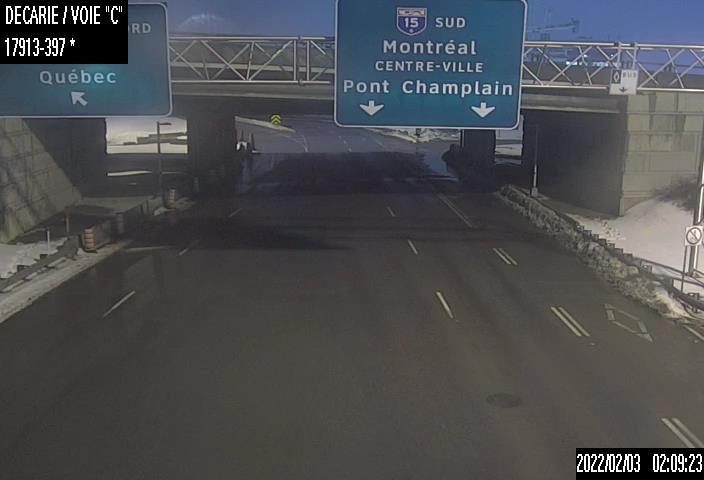 DECARIE / VOIE "C"
17913-397 *
ORD
Québec
15 SUD
Montréal
CENTRE-VILLE
Pont Champlain
BUS
2022/02/03 02:09:23